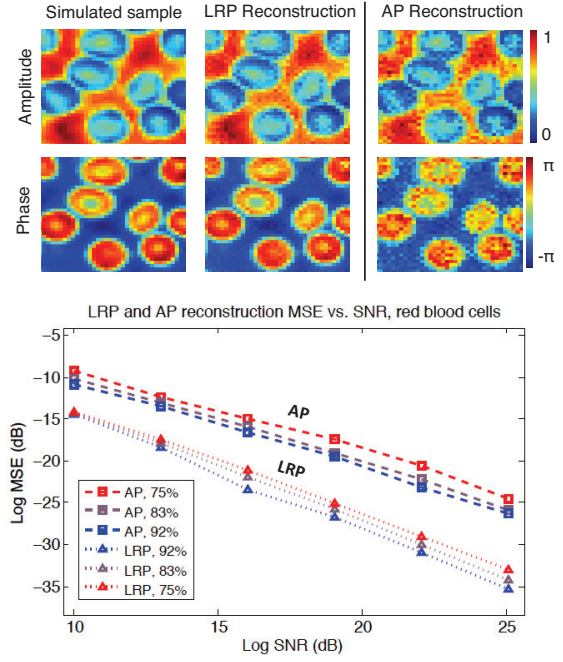 Simulated sample
LRP Reconstruction
AP Reconstruction
Amplitude
1
0
Phase
π
-π
LRP and AP reconstruction MSE vs. SNR, red blood cells
Log MSE (dB)
−5
−10
−15
−20
−25
−30
−35
AP
LRP
AP, 75%
AP, 83%
AP, 92%
LRP, 92%
LRP, 83%
LRP, 75%
10
15
20
25
Log SNR (dB)